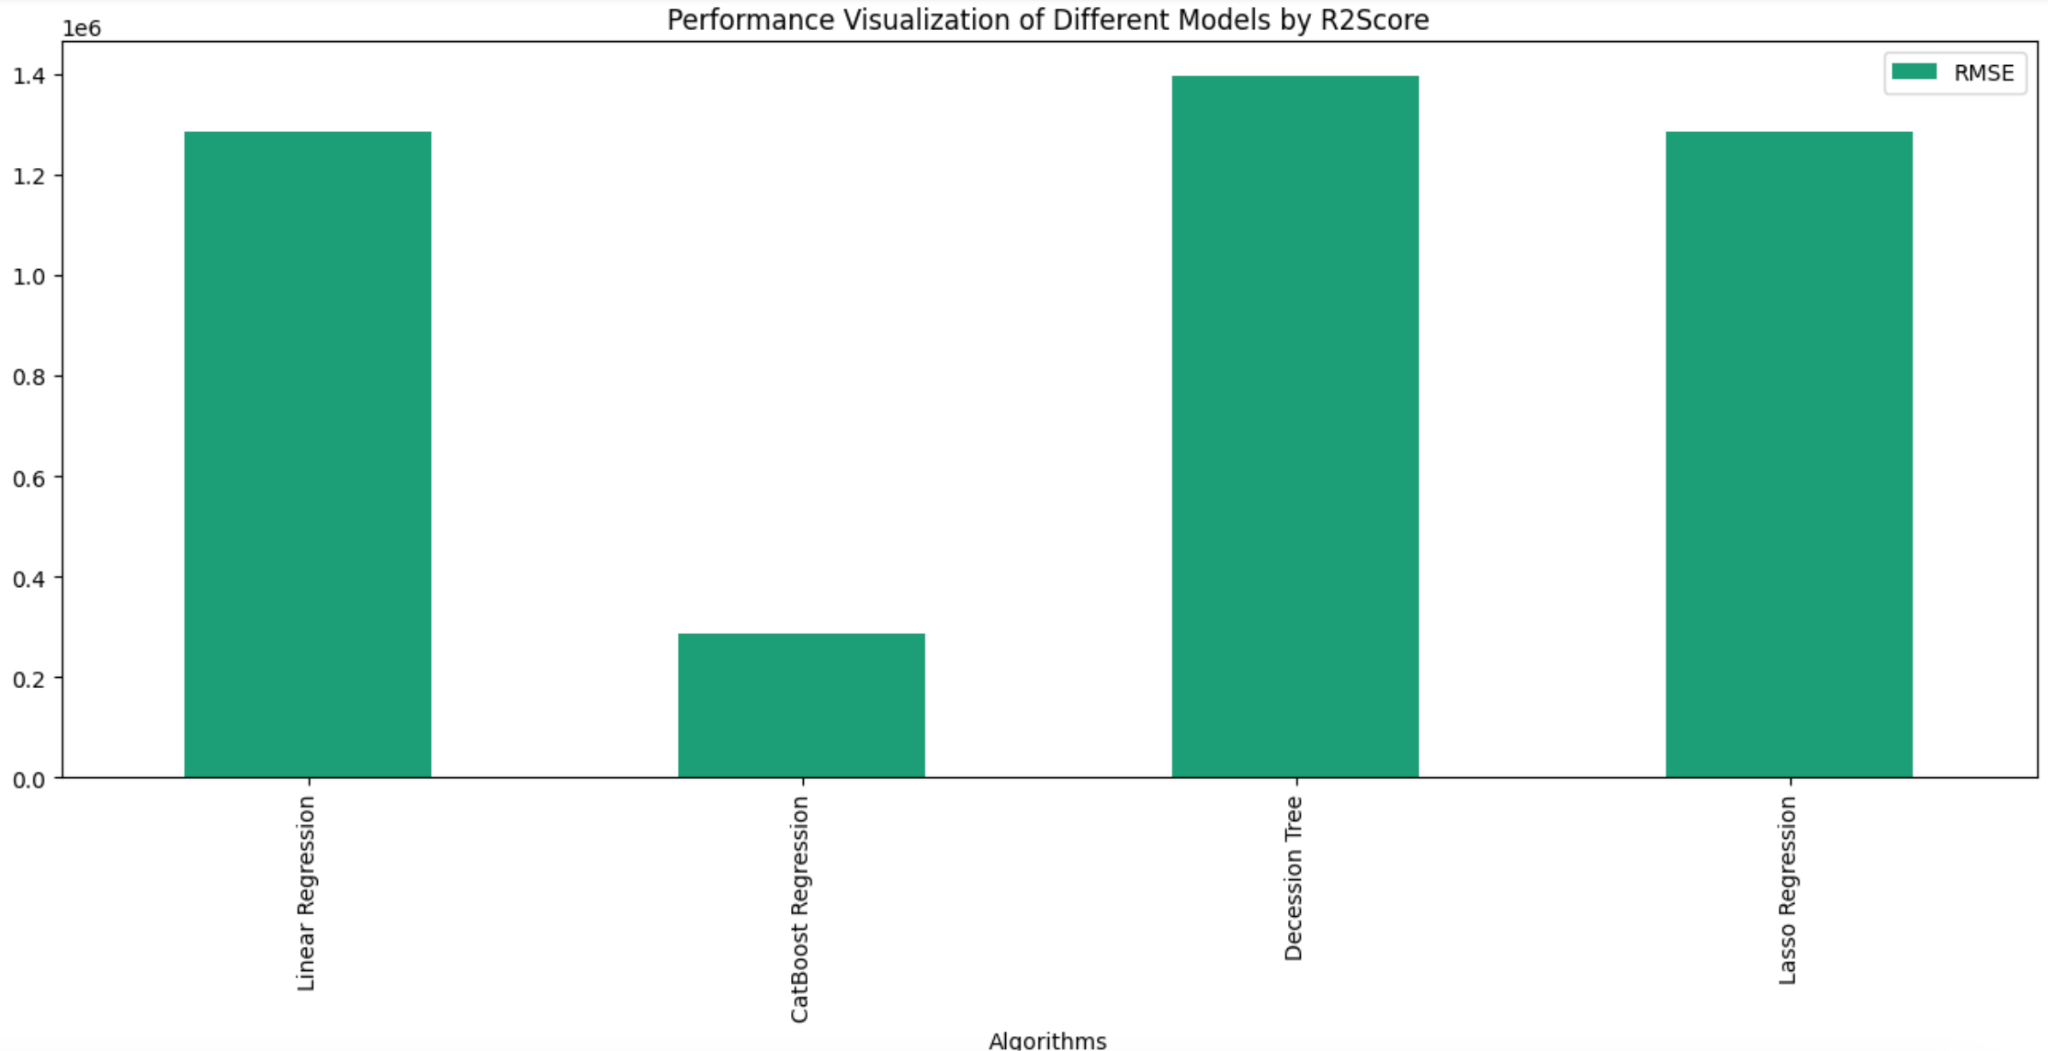 Performance Visualization of Different Models by R2Score
1e6
RMSE
1.4
1.2
1.0
0.8
0.6
0.4
0.2
0.0
Linear Regression
CatBoost Regression
Decession Tree
Lasso Regression
Algorithms